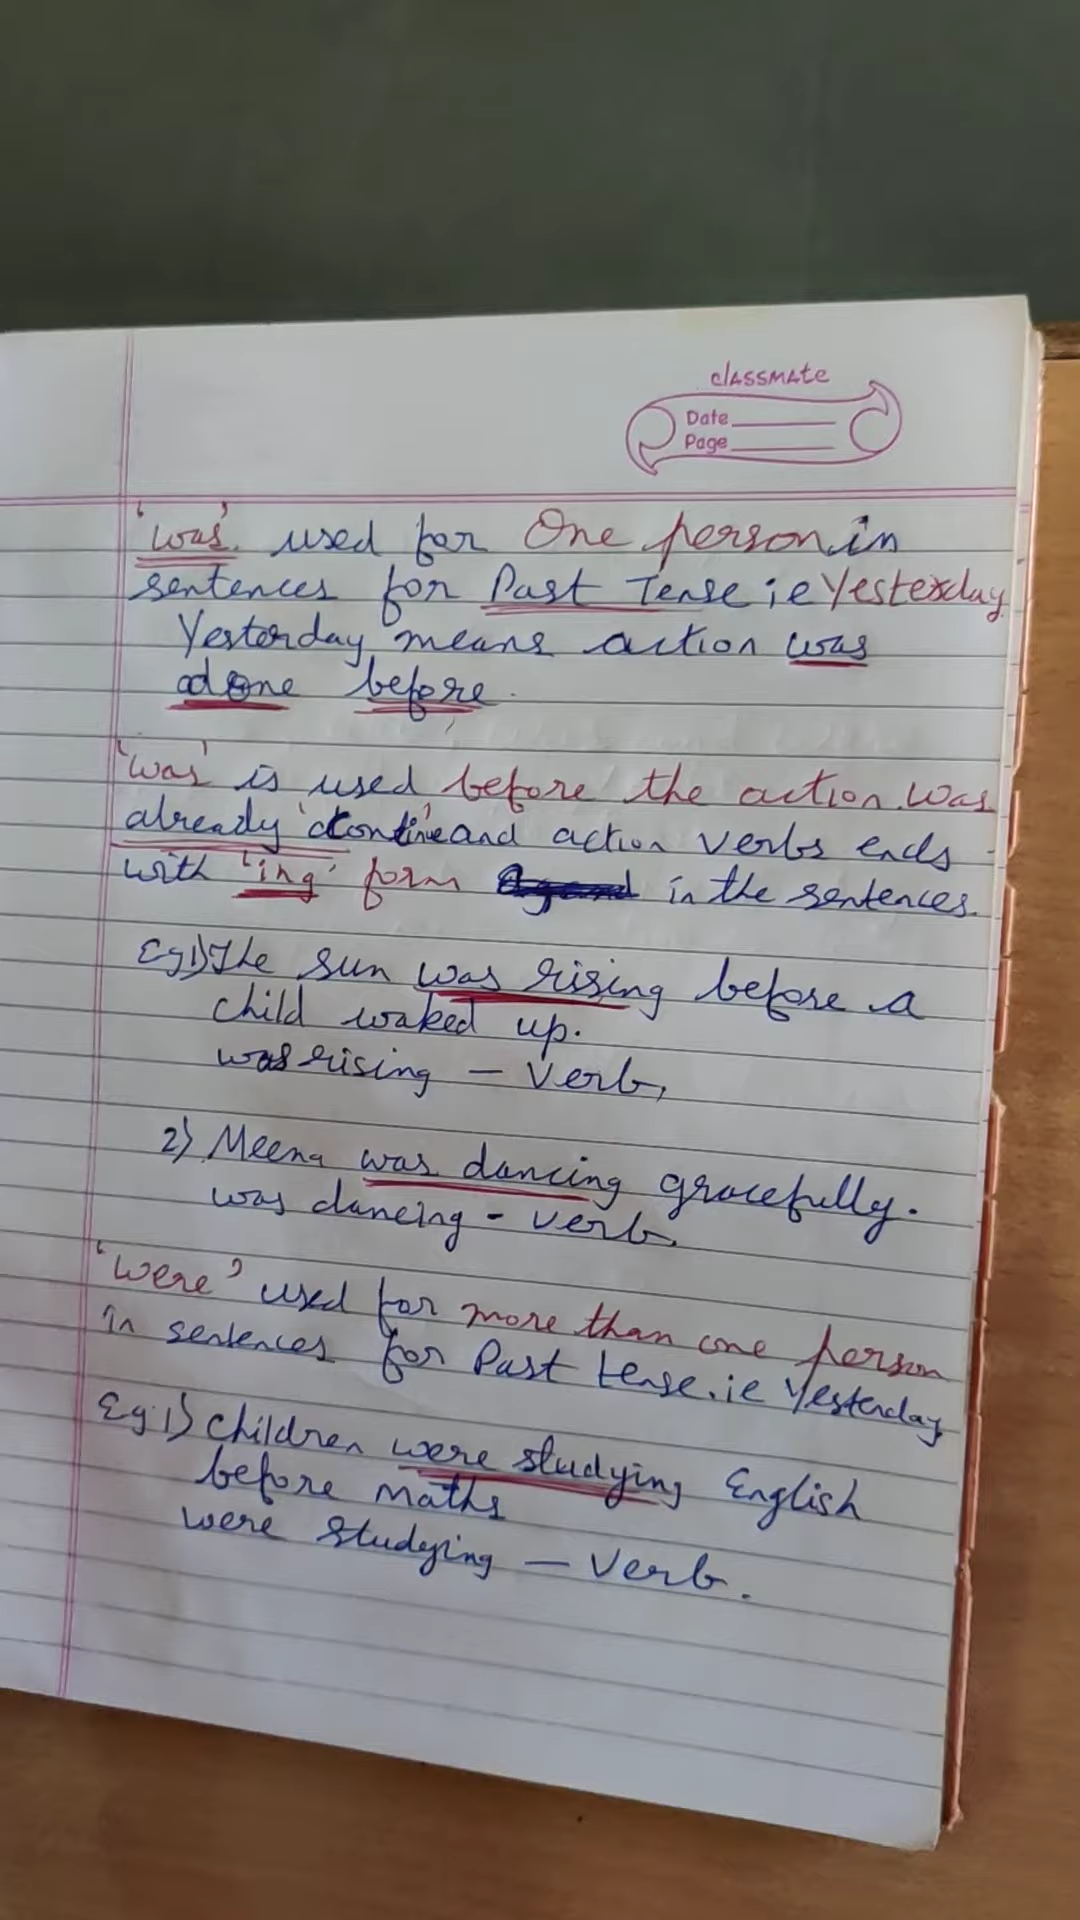 classmate
Date
Page
'was' used for One person in
sentences for Past Tense ie Yesterday
Yesterday means action was
done before.
'was' is used before the action was
already and action verbs ends
with 'ing' form in the sentences.
Eg1) The sun was rising before a
child waked up.
was rising – Verb,
2) Meena was dancing gracefully.
was dancing - verb
'were' used for more than one person
in sentences for Past tense. ie Yesterday
Eg. 1) Children were studying English
before maths
were studying – Verb.